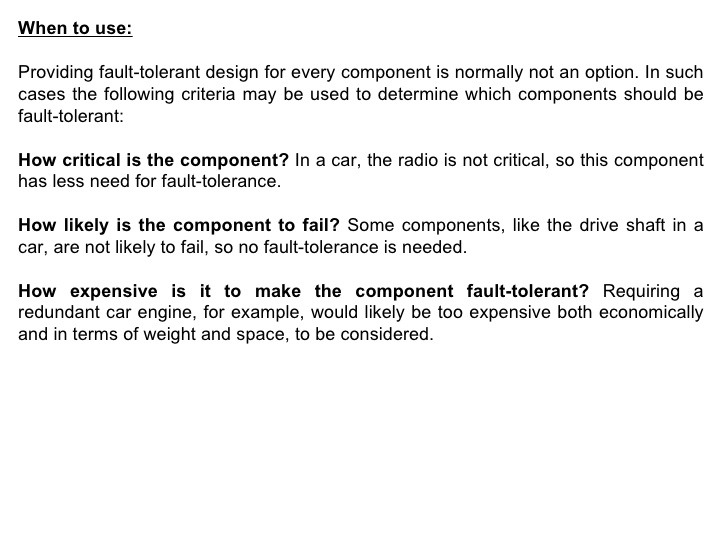 When to use:
Providing fault-tolerant design for every component is normally not an option. In such
cases the following criteria may be used to determine which components should be
fault-tolerant:
How critical is the component? In a car, the radio is not critical, so this component
has less need for fault-tolerance.
How likely is the component to fail? Some components, like the drive shaft in a
car, are not likely to fail, so no fault-tolerance is needed.
How expensive is it to make the component fault-tolerant? Requiring a
redundant car engine, for example, would likely be too expensive both economically
and in terms of weight and space, to be considered.